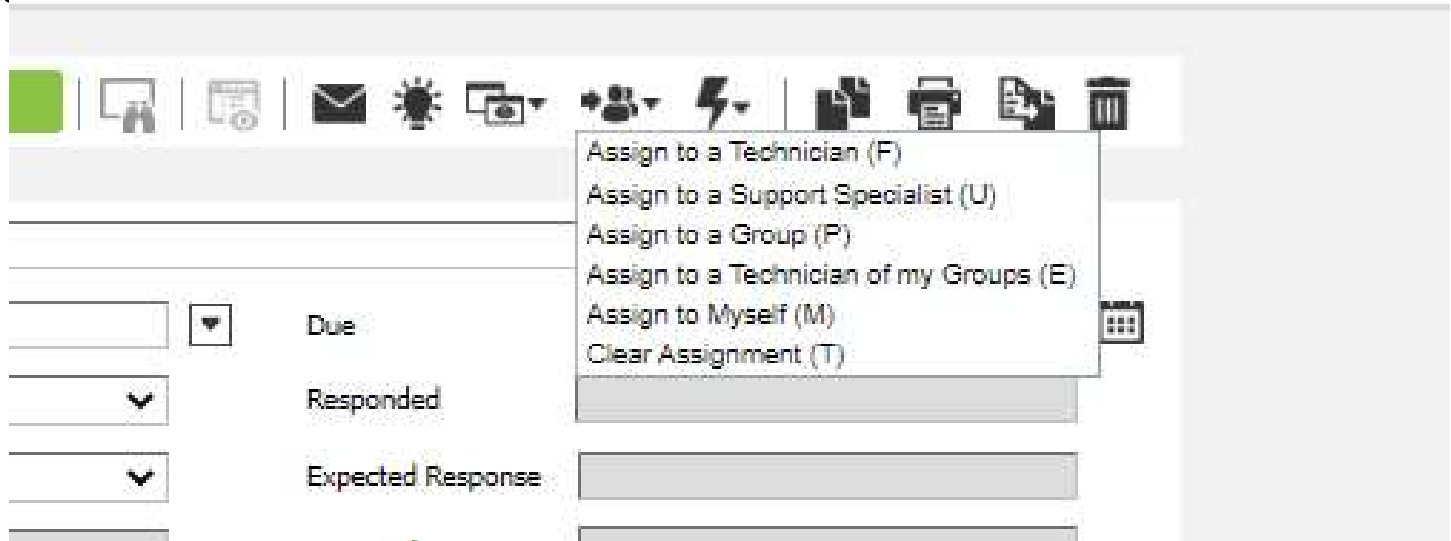 Assign to a Technician (F)
Assign to a Support Specialist (U)
Assign to a Group (P)
Assign to a Technician of my Groups (E)
Assign to Myself (M)
Clear Assignment (T)
Due
Responded
Expected Response